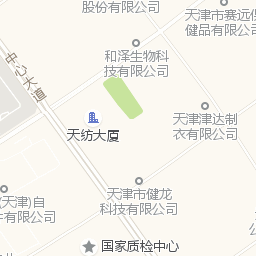 股份有限公司
天津市赛远
健品有限公
和泽生物科
技有限公司
中心大道
天纺大厦
天津津达制
衣有限公司
天津市健龙
科技有限公司
(天津)自
件有限公司
国家质检中心